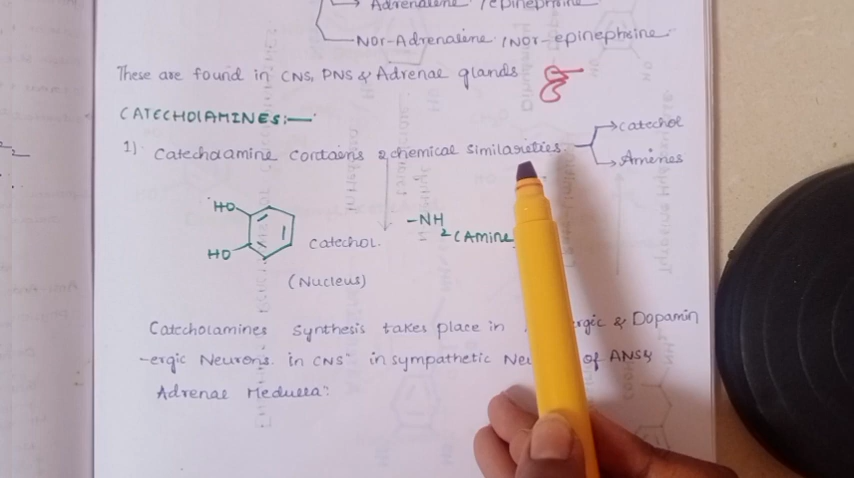 Adrenaline /epinephrine
Nor-Adrenaline /Nor-epinephrine
These are found in CNS, PNS & Adrenal glands
CATECHOLAMINES:-
1) Catecholamine contains 2 chemical similarities. catechol
Amines
HO
HO
Catechol.
-NH2 (Amine
(Nucleus)
Catecholamines synthesis takes place in & Dopamin
-ergic Neurons. in CNS in sympathetic of ANS &
Adrenal Medulla: